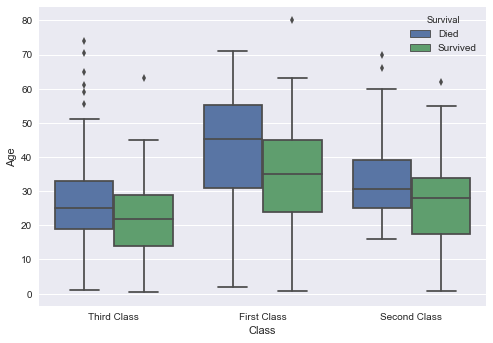 80
70
60
50
40
30
20
10
0
Age
Third Class
First Class
Second Class
Class
Survival
Died
Survived